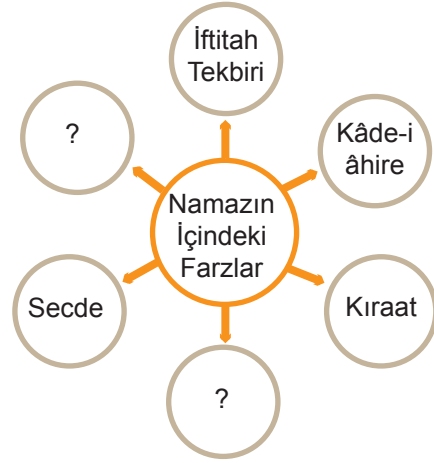 İftitah
Tekbiri
?
Kâde-i
âhire
Namazın
İçindeki
Farzlar
Secde
Kıraat
?